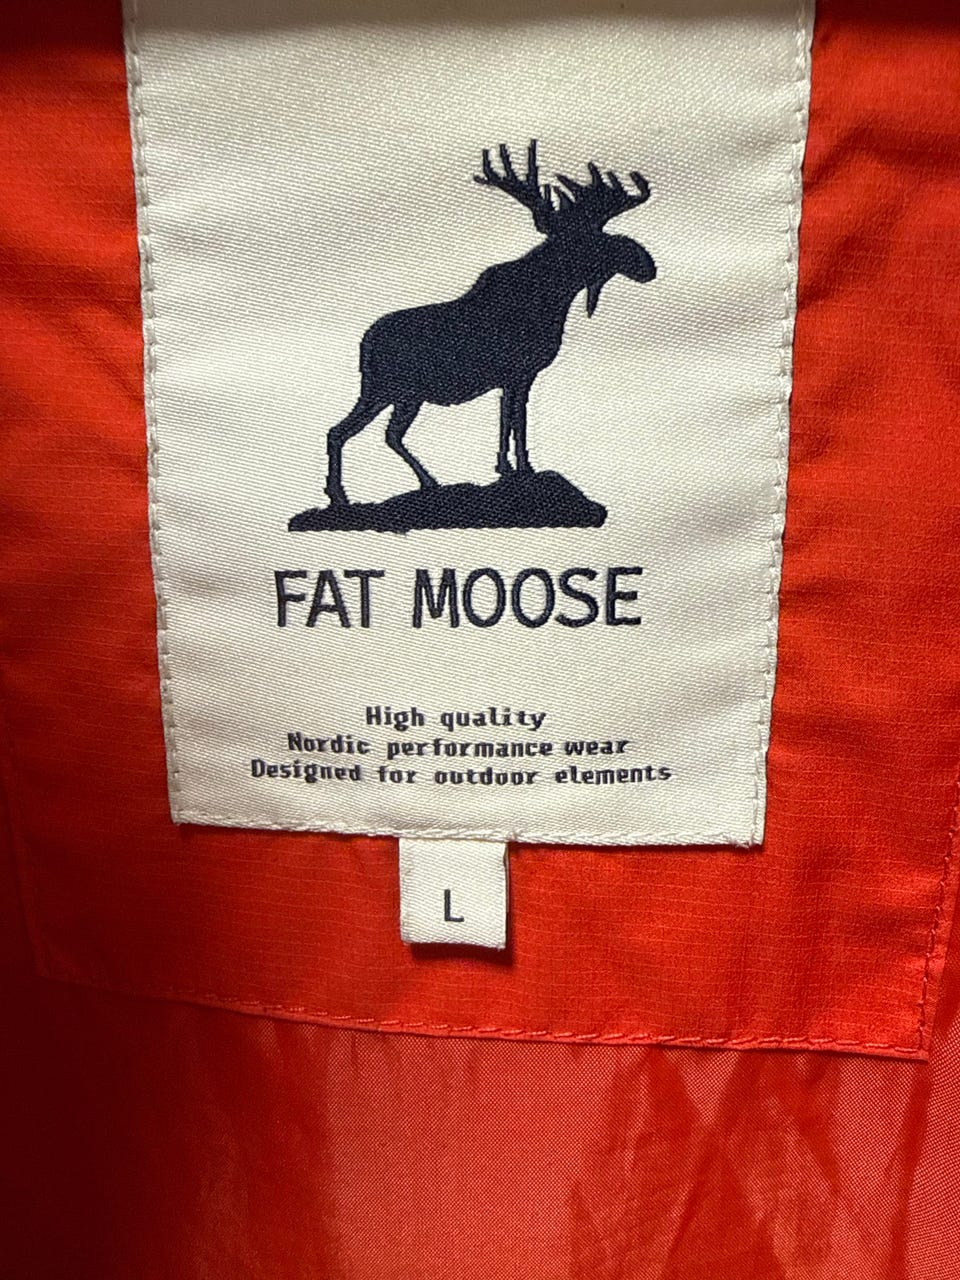 FAT MOOSE
High quality
Nordic performance wear
Designed for outdoor elements
L